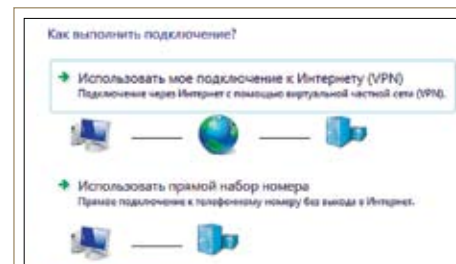 Как выполнить подключение?
Использовать мое подключение к Интернету (VPN)
Подключение через Интернет с помощью виртуальной частной сети (VPN).
Использовать прямой набор номера
Прямое подключение к телефонному номеру без выхода в Интернет.